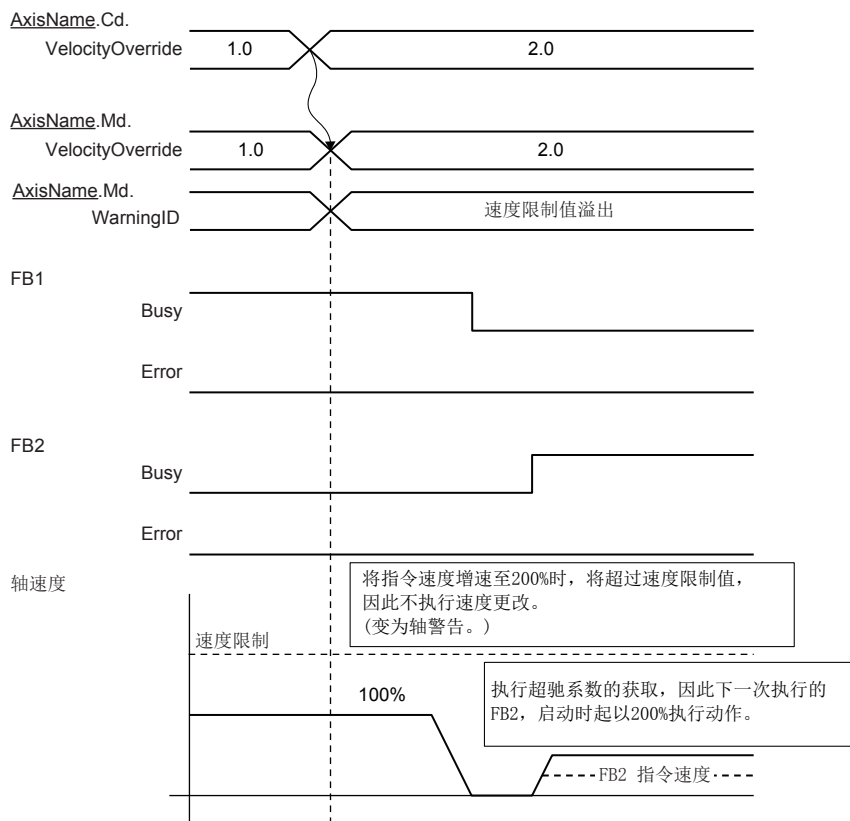 AxisName.Cd.
VelocityOverride 1.0 2.0
AxisName.Md.
VelocityOverride 1.0 2.0
AxisName.Md.
WarningID 速度限制值溢出
FB1
Busy
Error
FB2
Busy
Error
轴速度
将指令速度增速至200%时，将超过速度限制值，
因此不执行速度更改。
(变为轴警告。)
速度限制
100%
执行超驰系数的获取，因此下一次执行的
FB2，启动时起以200%执行动作。
FB2 指令速度